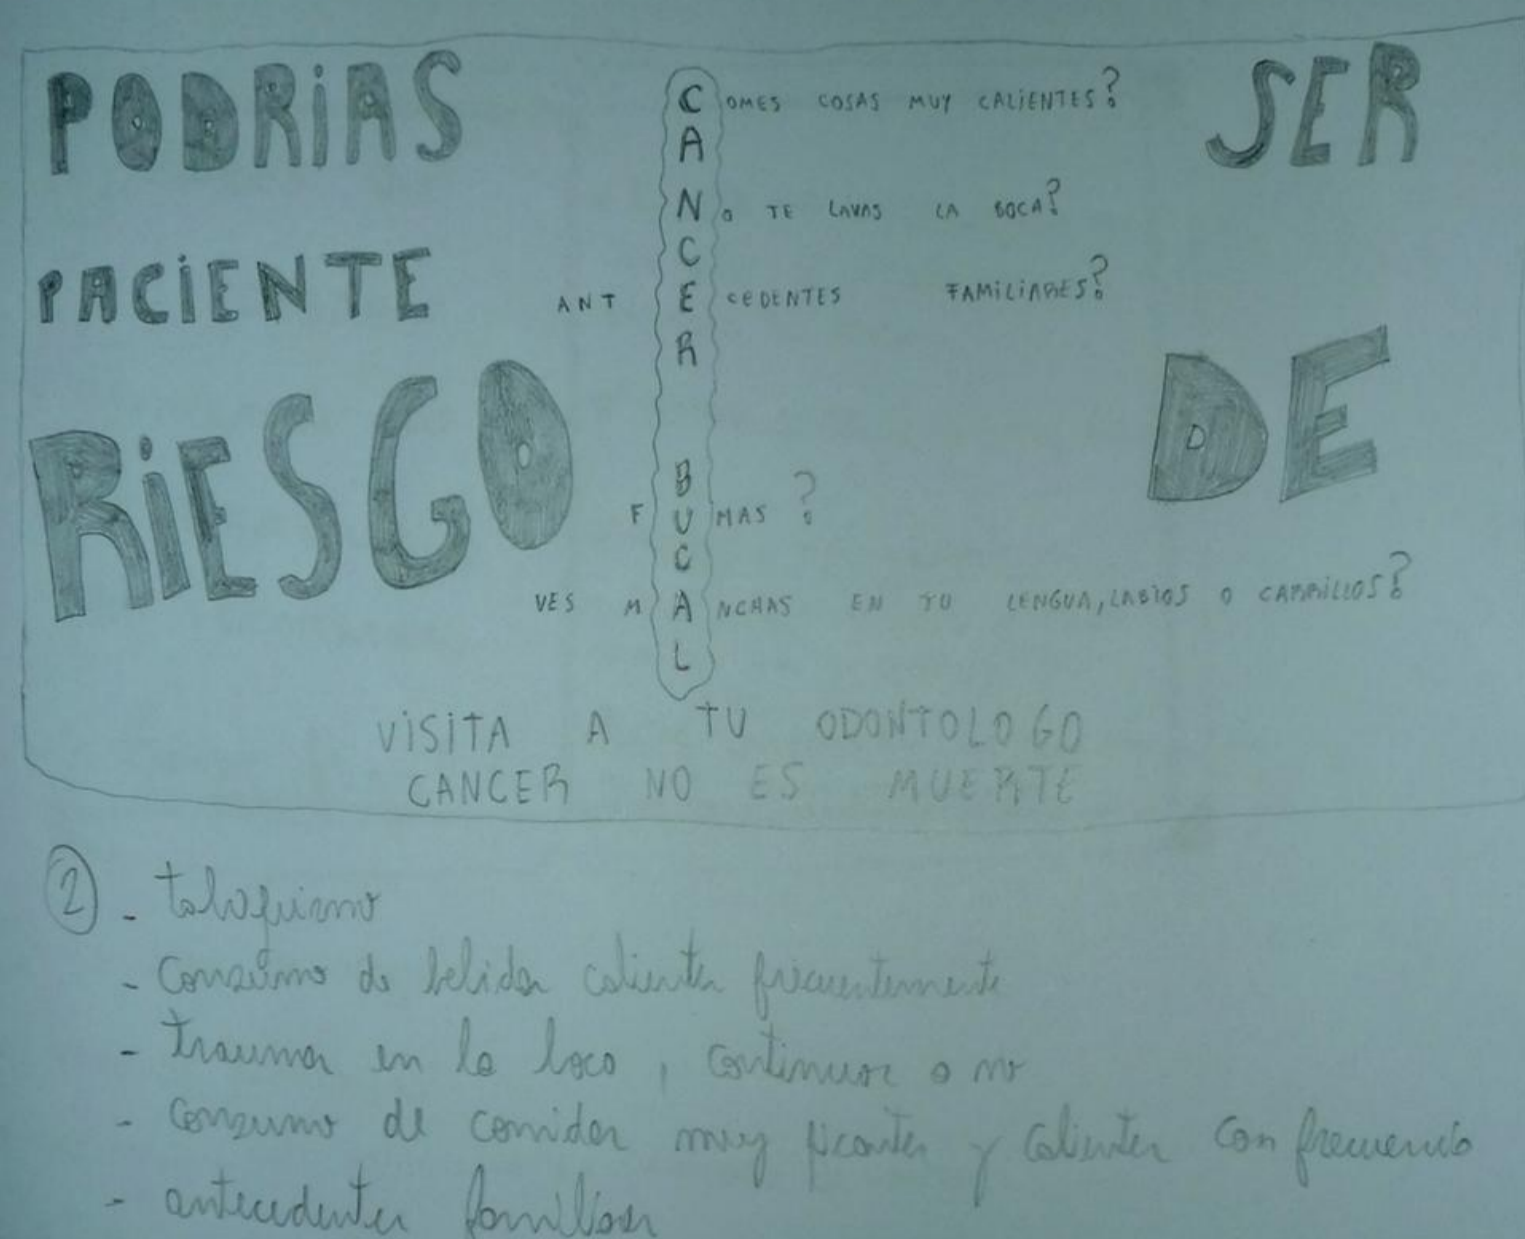 PODRIAS SER
PACIENTE DE
RIESGO
COMES COSAS MUY CALIENTES?
A
NO TE LAVAS LA BOCA?
C
ANTECEDENTES FAMILIARES?
R
B
FUMAS?
C
VES MANCHAS EN TU LENGUA, LABIOS O CARRILLOS?
L
VISITA A TU ODONTOLOGO
CANCER NO ES MUERTE
2 - tabaquismo
- Consumo de bebidas calientes frecuentemente
- traumas en la boca, continuos o no
- consumo de comidas muy picantes y calientes con frecuencia
- antecedentes familiares